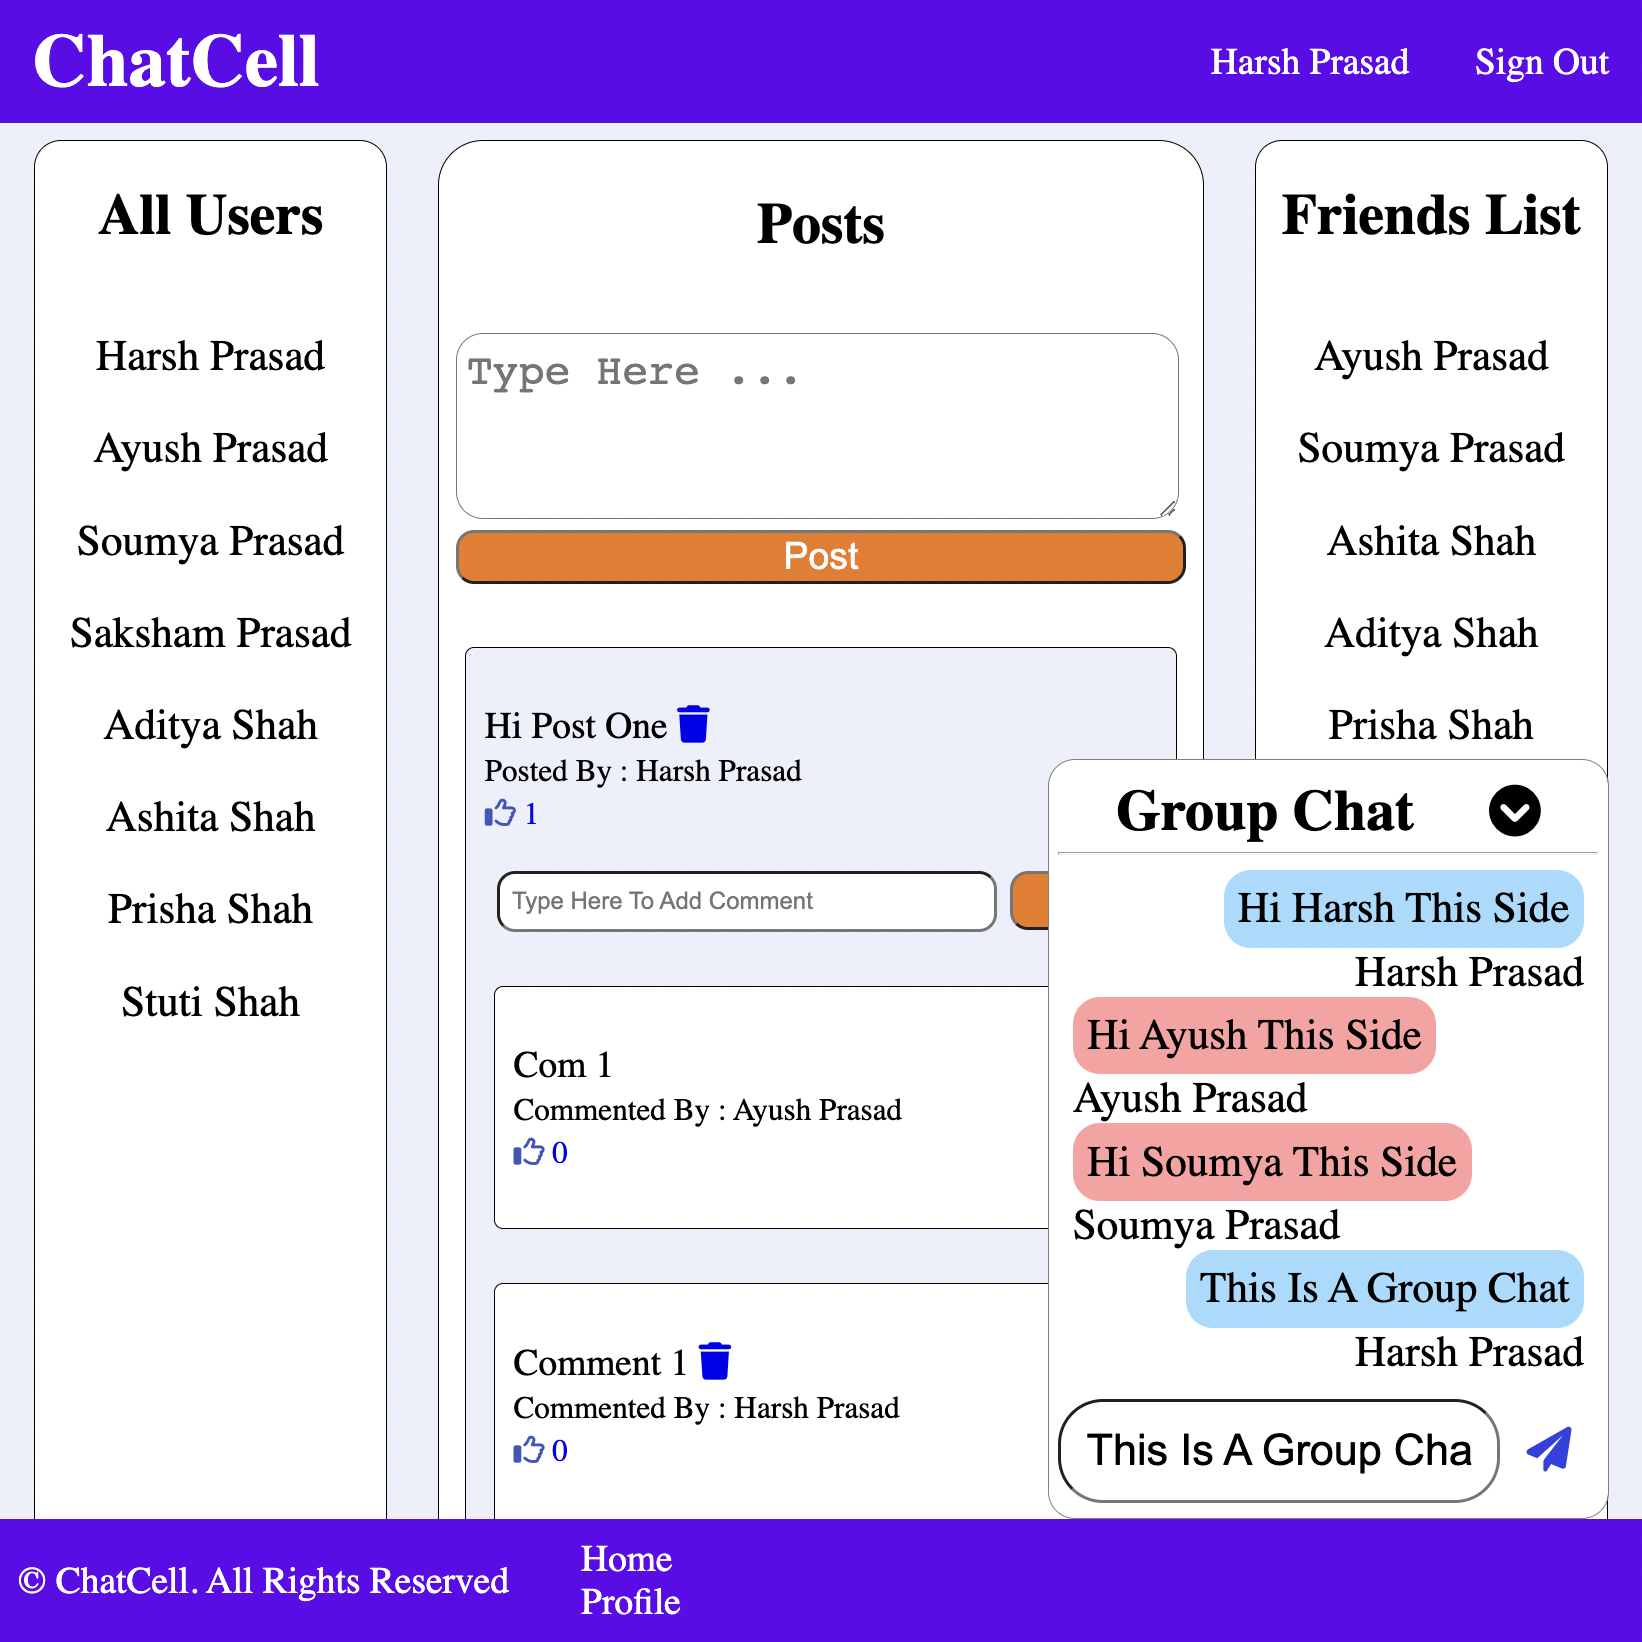 ChatCell
Harsh Prasad
Sign Out
All Users
Harsh Prasad
Ayush Prasad
Soumya Prasad
Saksham Prasad
Aditya Shah
Ashita Shah
Prisha Shah
Stuti Shah
Posts
Type Here ...
Post
Hi Post One
Posted By : Harsh Prasad
1
Type Here To Add Comment
Com 1
Commented By : Ayush Prasad
0
Comment 1
Commented By : Harsh Prasad
0
Friends List
Ayush Prasad
Soumya Prasad
Ashita Shah
Aditya Shah
Prisha Shah
Group Chat
Hi Harsh This Side
Harsh Prasad
Hi Ayush This Side
Ayush Prasad
Hi Soumya This Side
Soumya Prasad
This Is A Group Chat
Harsh Prasad
This Is A Group Cha
© ChatCell. All Rights Reserved
Home
Profile